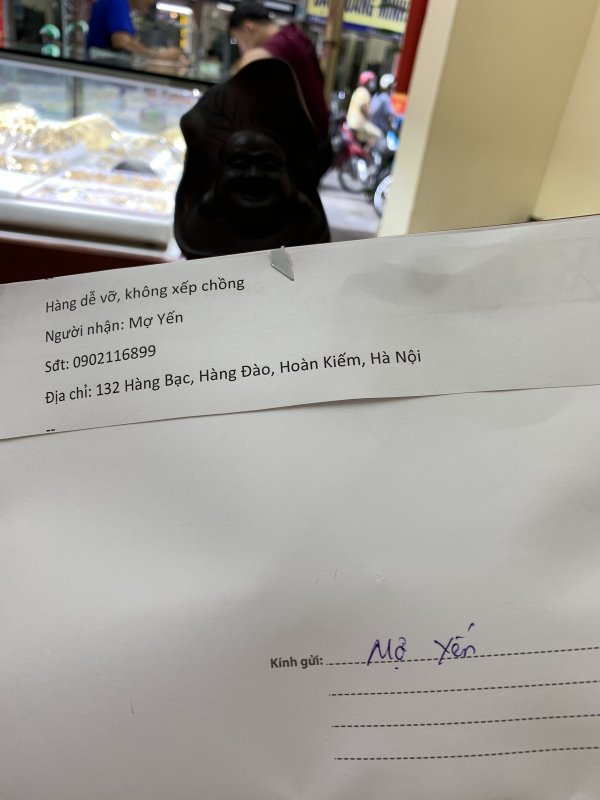 Hàng dễ vỡ, không xếp chồng
Người nhận: Mợ Yến
Sđt: 0902116899
Địa chỉ: 132 Hàng Bạc, Hàng Đào, Hoàn Kiếm, Hà Nội
--
Kính gửi: Mợ Yến